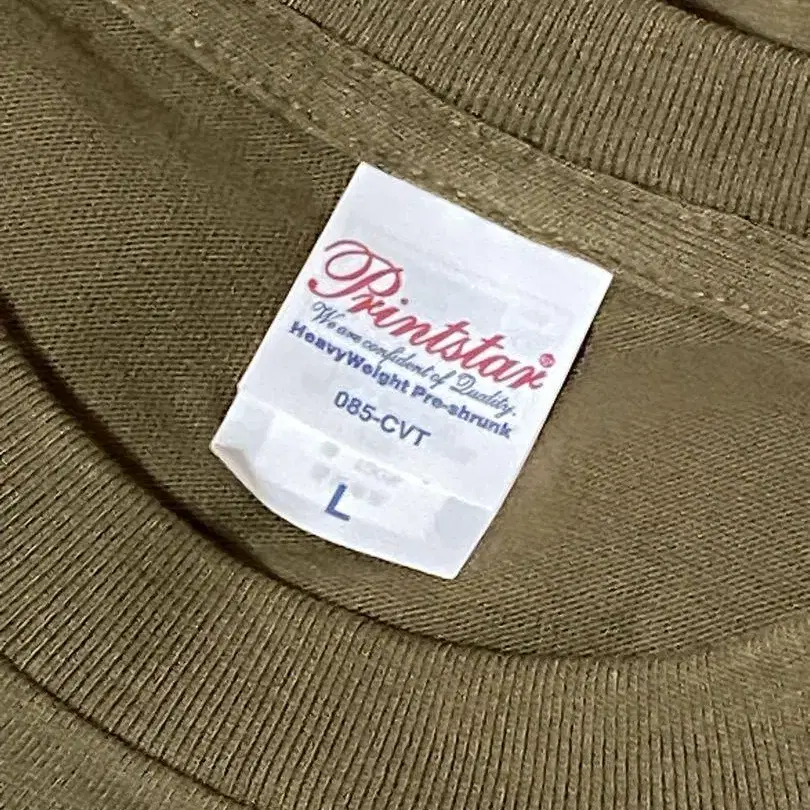 Printstar®
We are confident of Quality.
HeavyWeight Pre-shrunk
085-CVT
L